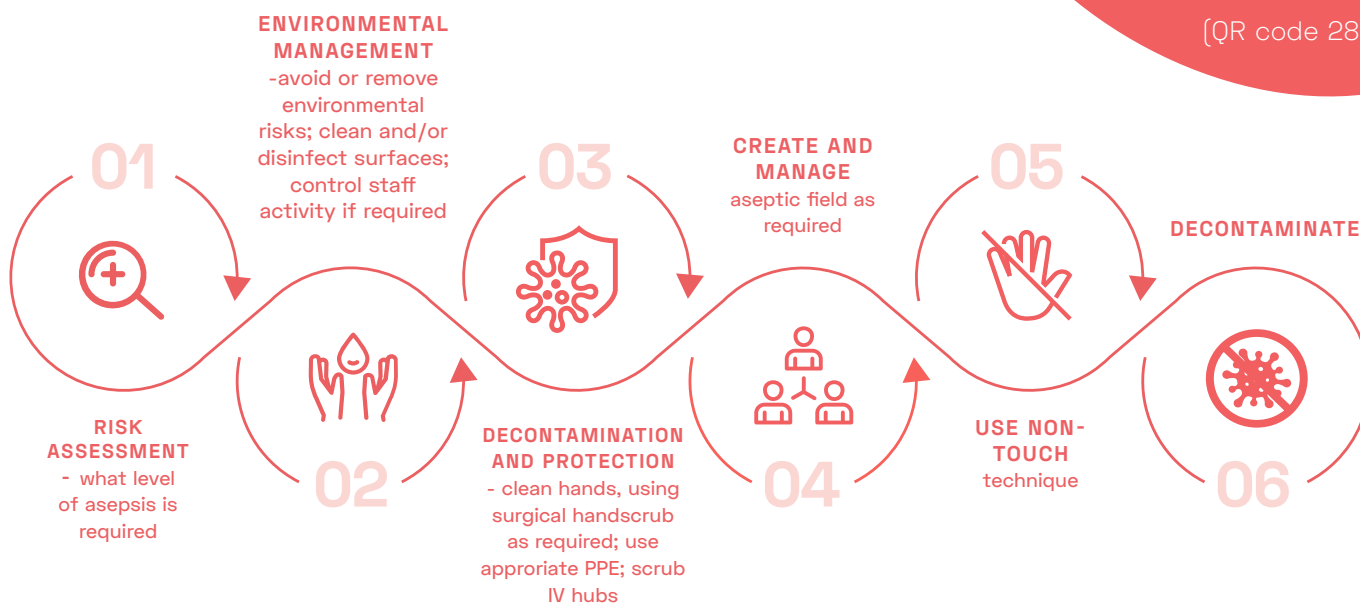 (QR code 28
01
RISK
ASSESSMENT
- what level
of asepsis is
required
ENVIRONMENTAL
MANAGEMENT
-avoid or remove
environmental
risks; clean and/or
disinfect surfaces;
control staff
activity if required
02
03
DECONTAMINATION
AND PROTECTION
- clean hands, using
surgical handscrub
as required; use
approriate PPE; scrub
IV hubs
CREATE AND
MANAGE
aseptic field as
required
04
05
USE NON-
TOUCH
technique
DECONTAMINATE
06